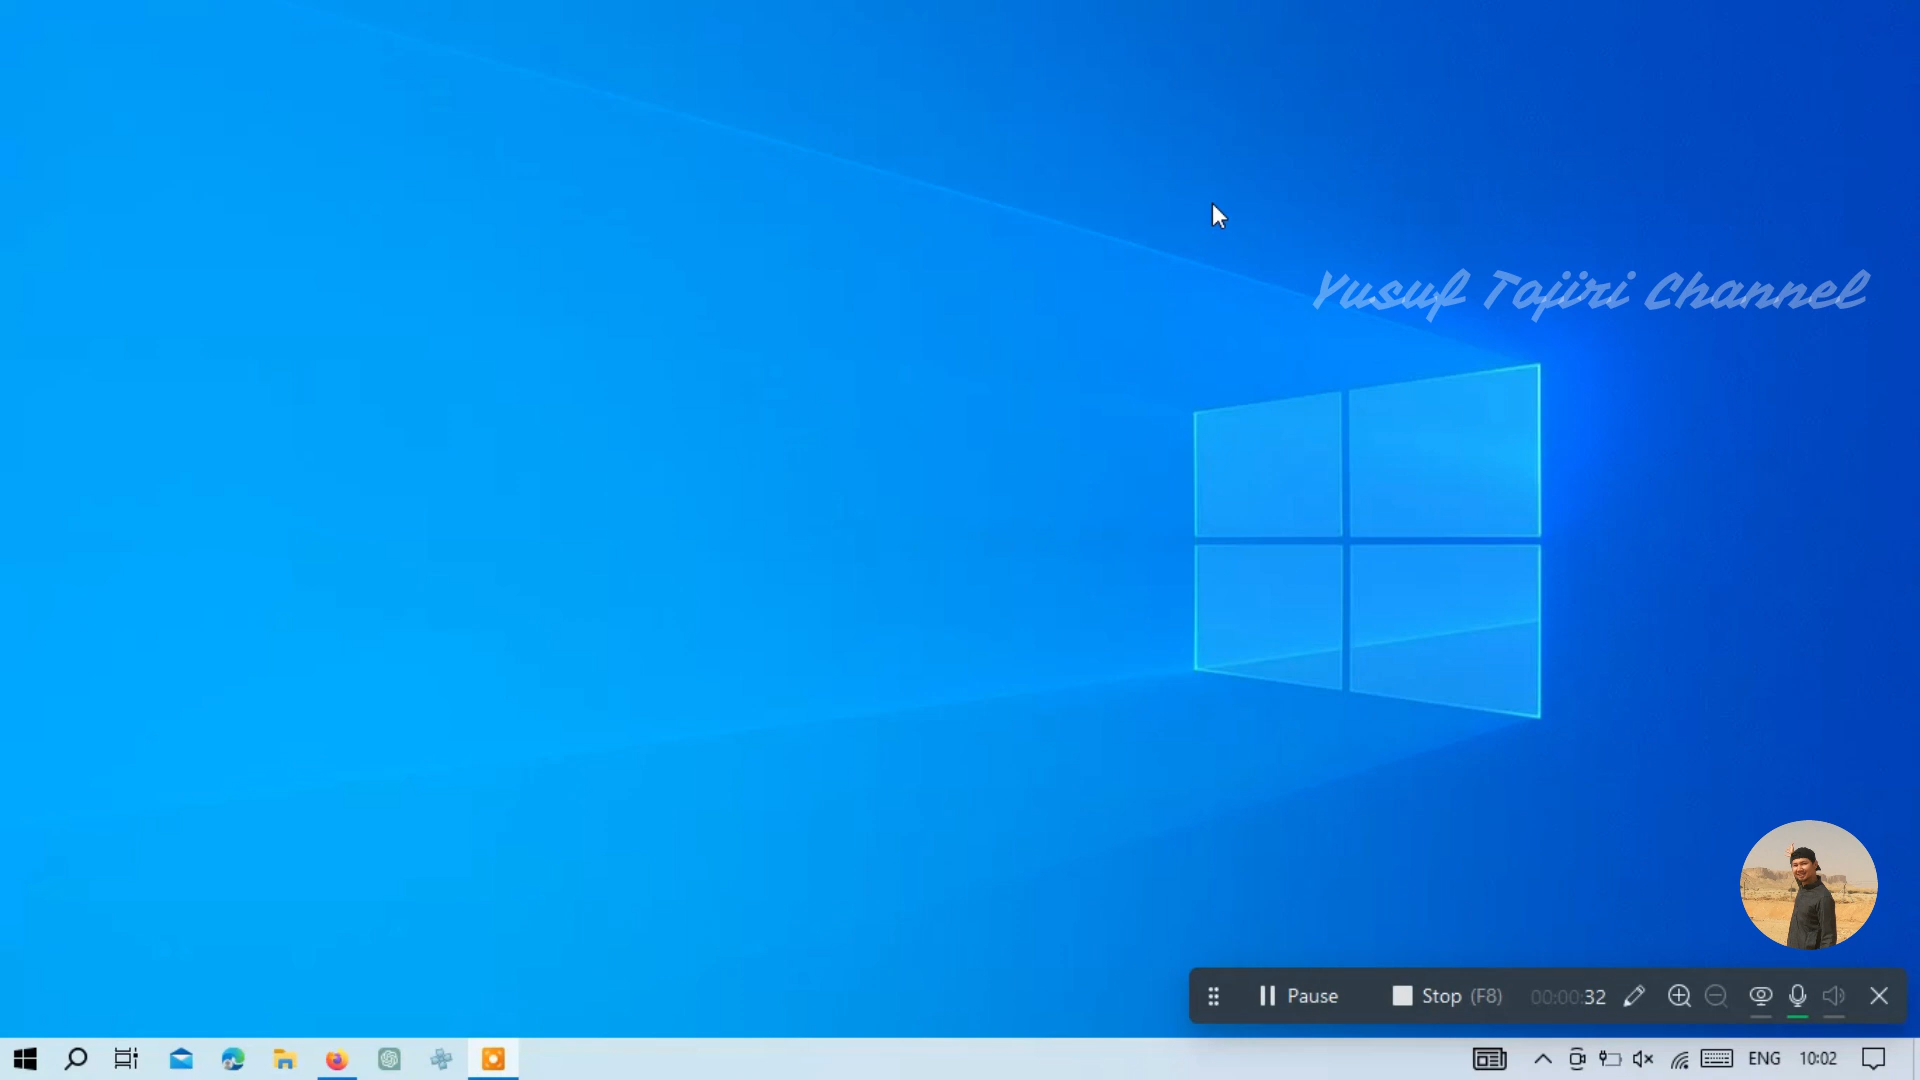 Yusuf Tajiri Channel
Pause
Stop (F8)
00:00:32
ENG
10:02